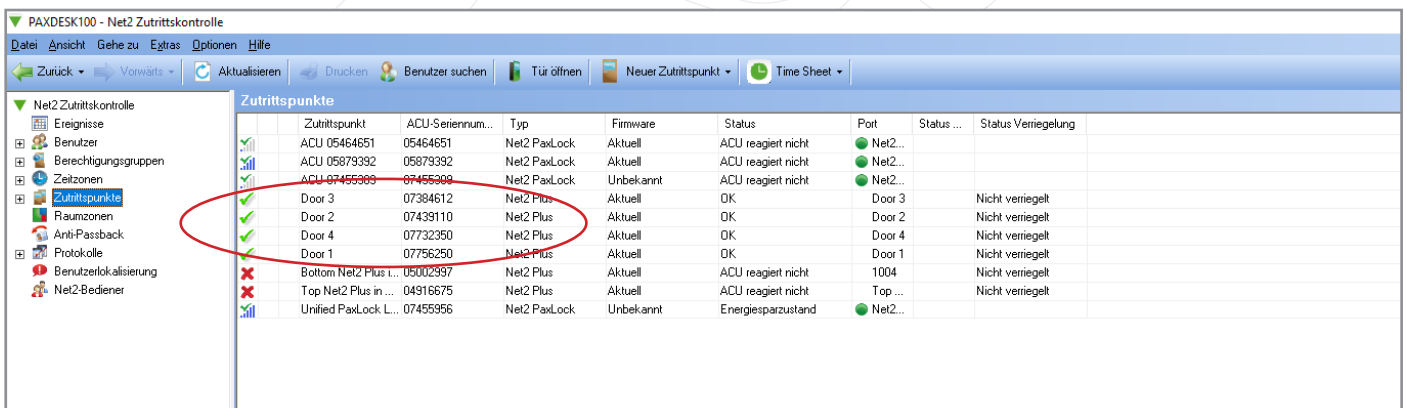 PAXDESK100 - Net2 Zutrittskontrolle
Datei Ansicht Gehe zu Extras Optionen Hilfe
Zurück Vorwärts Aktualisieren Drucken Benutzer suchen Tür öffnen Neuer Zutrittspunkt Time Sheet
Net2 Zutrittskontrolle
Ereignisse
Benutzer
Berechtigungsgruppen
Zeitzonen
Zutrittspunkte
Raumzonen
Anti-Passback
Protokolle
Benutzerlokalisierung
Net2-Bediener
Zutrittspunkte
Zutrittspunkt ACU-Seriennum... Typ Firmware Status Port Status ... Status Verriegelung
ACU 05464651 05464651 Net2 PaxLock Aktuell ACU reagiert nicht Net2...
ACU 05879392 05879392 Net2 PaxLock Aktuell ACU reagiert nicht Net2...
ACU 07455309 07455309 Net2 PaxLock Unbekannt ACU reagiert nicht Net2...
Door 3 07384612 Net2 Plus Aktuell OK Door 3 Nicht verriegelt
Door 2 07439110 Net2 Plus Aktuell OK Door 2 Nicht verriegelt
Door 4 07732350 Net2 Plus Aktuell OK Door 4 Nicht verriegelt
Door 1 07756250 Net2 Plus Aktuell OK Door 1 Nicht verriegelt
Bottom Net2 Plus i... 05002997 Net2 Plus Aktuell ACU reagiert nicht 1004 Nicht verriegelt
Top Net2 Plus in ... 04916675 Net2 Plus Aktuell ACU reagiert nicht Top ... Nicht verriegelt
Unified PaxLock L... 07455956 Net2 PaxLock Unbekannt Energiesparzustand Net2...